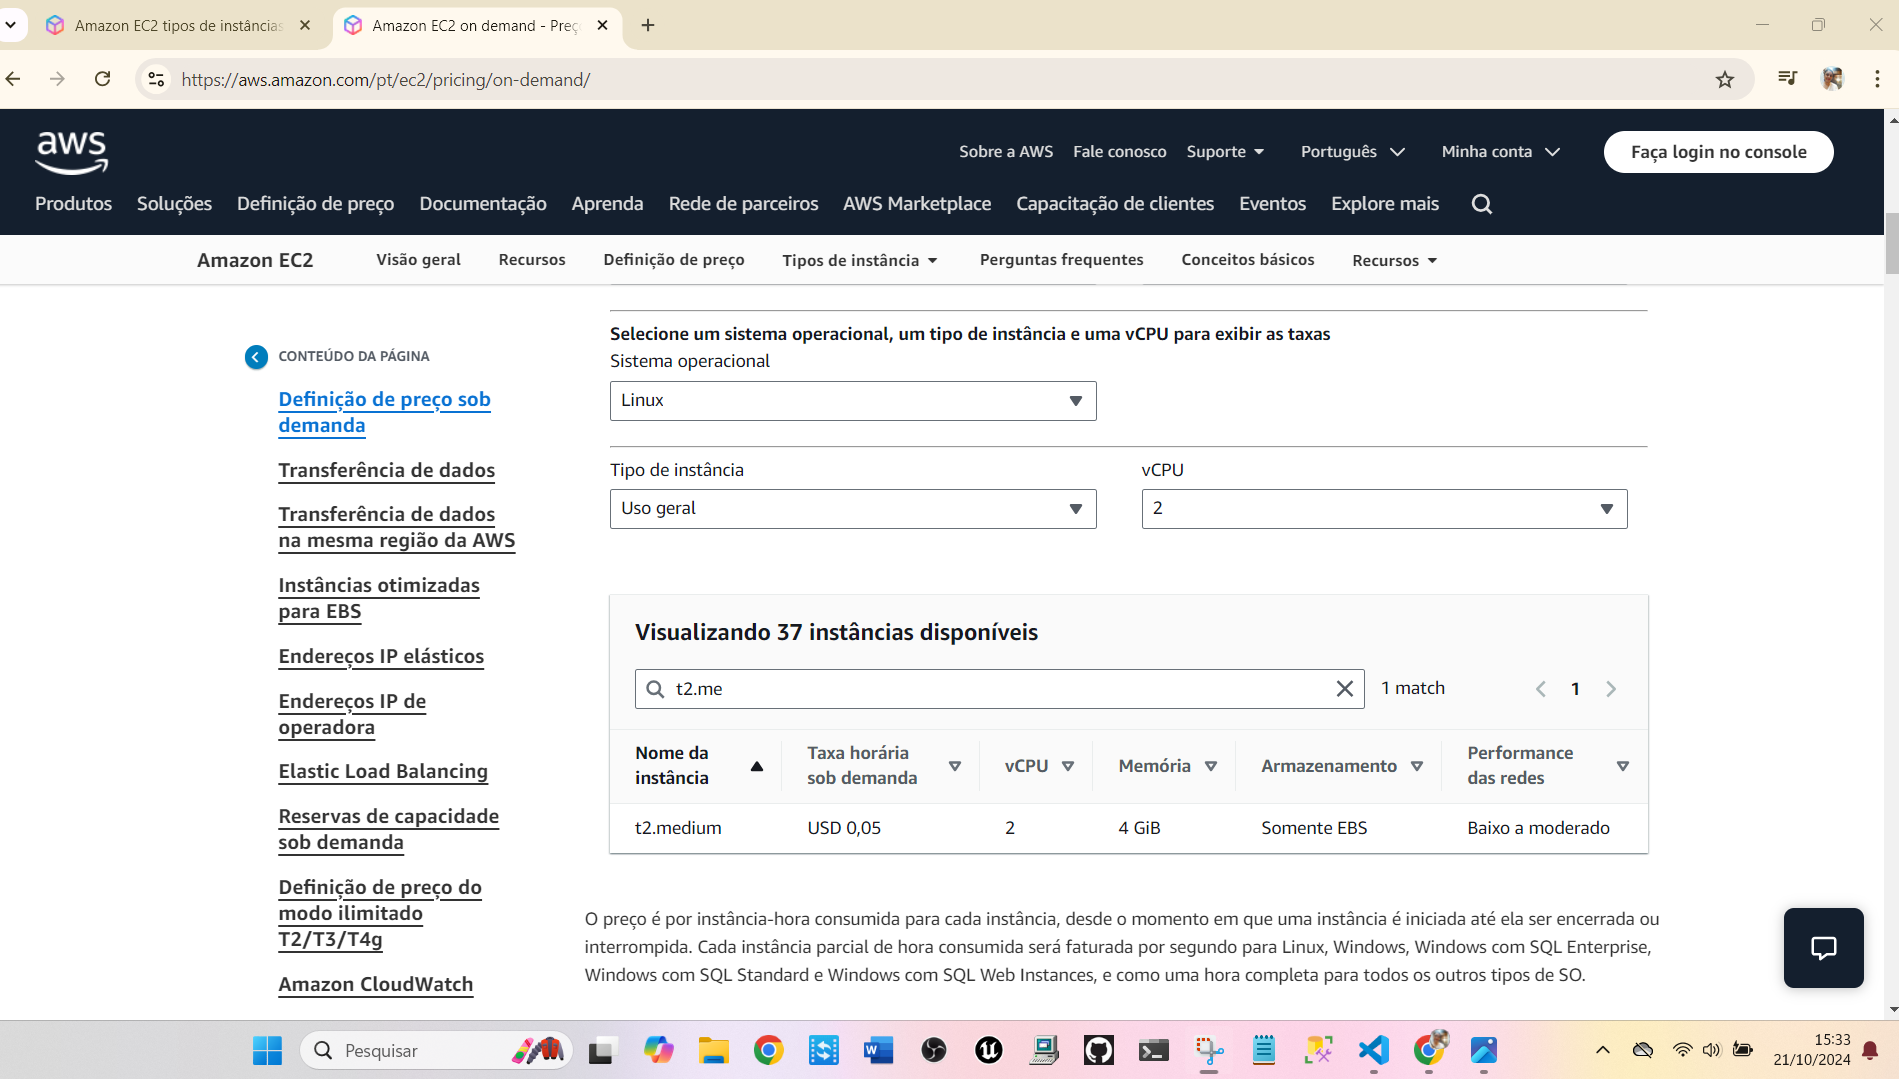 Amazon EC2 tipos de instâncias
Amazon EC2 on demand - Preç
https://aws.amazon.com/pt/ec2/pricing/on-demand/
aws
Sobre a AWS Fale conosco Suporte Português Minha conta Faça login no console
Produtos Soluções Definição de preço Documentação Aprenda Rede de parceiros AWS Marketplace Capacitação de clientes Eventos Explore mais
Amazon EC2 Visão geral Recursos Definição de preço Tipos de instância Perguntas frequentes Conceitos básicos Recursos
CONTEÚDO DA PÁGINA
Definição de preço sob
demanda
Transferência de dados
Transferência de dados
na mesma região da AWS
Instâncias otimizadas
para EBS
Endereços IP elásticos
Endereços IP de
operadora
Elastic Load Balancing
Reservas de capacidade
sob demanda
Definição de preço do
modo ilimitado
T2/T3/T4g
Amazon CloudWatch
Selecione um sistema operacional, um tipo de instância e uma vCPU para exibir as taxas
Sistema operacional
Linux
Tipo de instância vCPU
Uso geral 2
Visualizando 37 instâncias disponíveis
t2.me 1 match 1
Nome da
instância
Taxa horária
sob demanda
vCPU
Memória
Armazenamento
Performance
das redes
t2.medium USD 0,05 2 4 GiB Somente EBS Baixo a moderado
O preço é por instância-hora consumida para cada instância, desde o momento em que uma instância é iniciada até ela ser encerrada ou
interrompida. Cada instância parcial de hora consumida será faturada por segundo para Linux, Windows, Windows com SQL Enterprise,
Windows com SQL Standard e Windows com SQL Web Instances, e como uma hora completa para todos os outros tipos de SO.
Pesquisar
15:33
21/10/2024